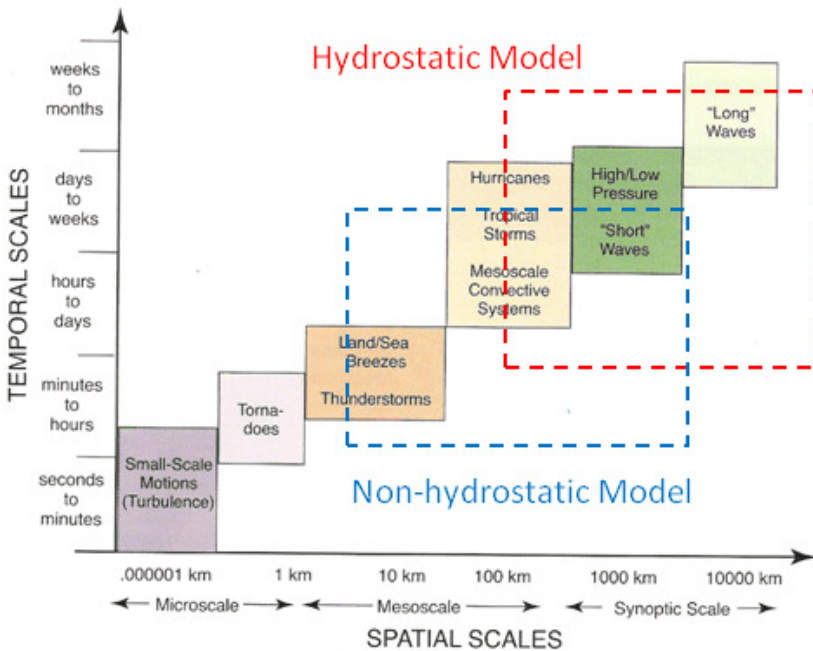 Hydrostatic Model
weeks
to
months
"Long"
Waves
days
to
weeks
Hurricanes
Tropical
Storms
Mesoscale
Convective
Systems
High/Low
Pressure
"Short"
Waves
TEMPORAL SCALES
hours
to
days
Land/Sea
Breezes
Thunderstorms
minutes
to
hours
Torna-
does
Small-Scale
Motions
(Turbulence)
seconds
to
minutes
Non-hydrostatic Model
.000001 km 1 km 10 km 100 km 1000 km 10000 km
Microscale Mesoscale Synoptic Scale
SPATIAL SCALES